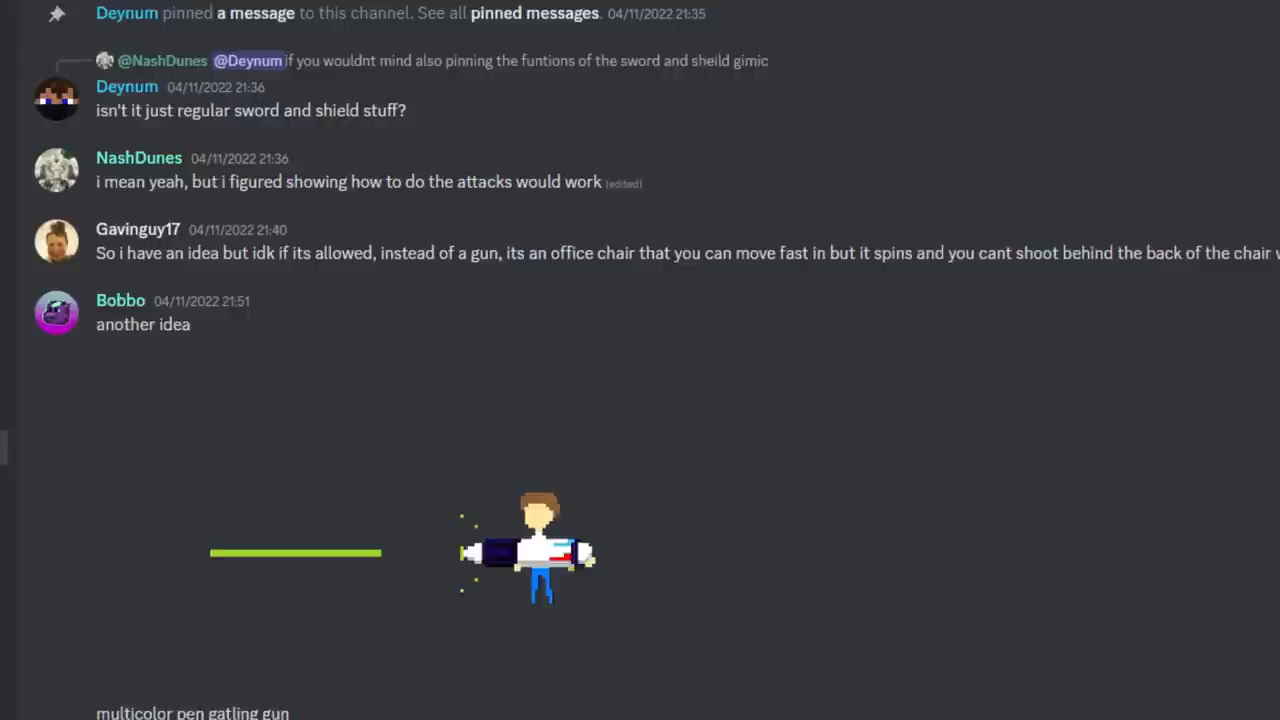 Deynum pinned a message to this channel. See all pinned messages. 04/11/2022 21:35
@NashDunes @Deynum if you wouldnt mind also pinning the funtions of the sword and sheild gimic
Deynum 04/11/2022 21:36
isn't it just regular sword and shield stuff?
NashDunes 04/11/2022 21:36
i mean yeah, but i figured showing how to do the attacks would work (edited)
Gavinguy17 04/11/2022 21:40
So i have an idea but idk if its allowed, instead of a gun, its an office chair that you can move fast in but it spins and you cant shoot behind the back of the chair
Bobbo 04/11/2022 21:51
another idea
multicolor pen gatling gun